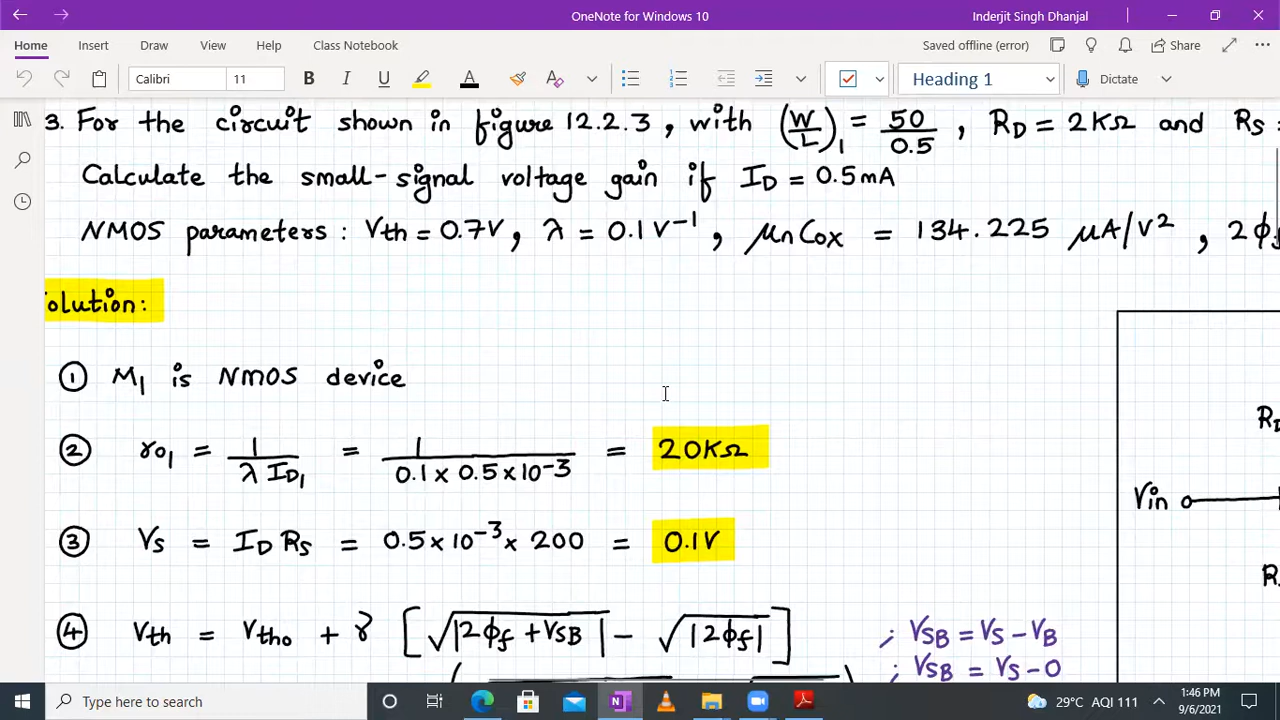 OneNote for Windows 10
Inderjit Singh Dhanjal
Home Insert Draw View Help Class Notebook
Saved offline (error)
Share
Calibri 11 B I U A Heading 1 Dictate
3. For the circuit shown in figure 12.2.3, with (W/L)₁ = 50/0.5, RD = 2KΩ and RS =
Calculate the small-signal voltage gain if ID = 0.5mA
NMOS parameters: Vth = 0.7V, λ = 0.1V⁻¹, μnCox = 134.225 μA/V², 2ϕ
olution:
① M₁ is NMOS device
② ro₁ = 1/(λ ID₁) = 1/(0.1 x 0.5 x 10⁻³) = 20KΩ
RD
Vin
③ VS = ID RS = 0.5 x 10⁻³ x 200 = 0.1V
R
④ Vth = Vtho + γ [√|2ϕf + VSB| - √|2ϕf|] ; VSB = VS - VB
; VSB = VS - 0
Type here to search
29°C AQI 111
1:46 PM
9/6/2021